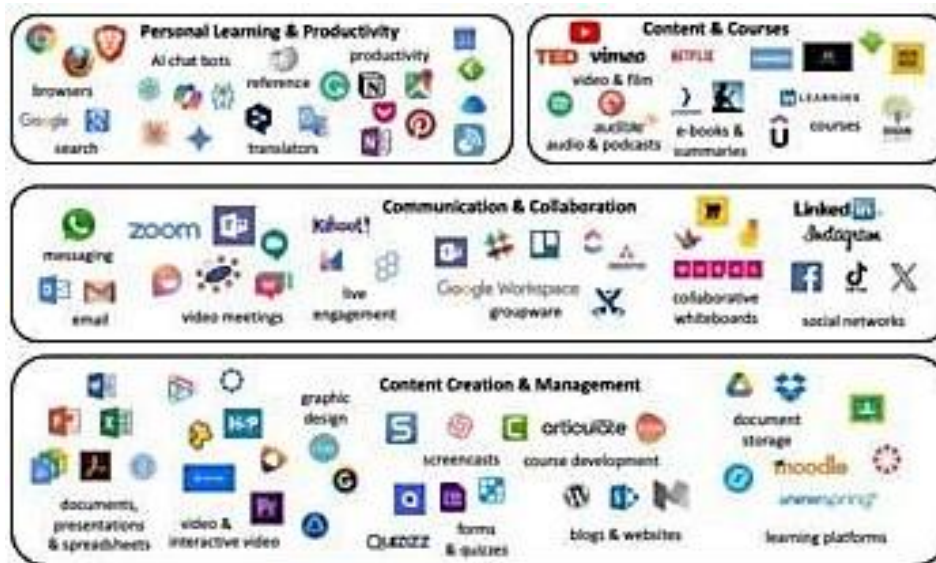 Personal Learning & Productivity
AI chat bots
productivity
reference
browsers
Google
search
translators
Content & Courses
TED vimeo NETFLIX
video & film
audible
audio & podcasts
e-books &
summaries
LEARNING
courses
Communication & Collaboration
messaging
zoom
Kahoot!
email
video meetings
live
engagement
Google Workspace
groupware
collaborative
whiteboards
LinkedIn
Instagram
social networks
Content Creation & Management
documents,
presentations
& spreadsheets
H5P
Pr
video &
interactive video
graphic
design
S
C
articulate
screencasts
course development
Quizizz
forms
& quizzes
blogs & websites
document
storage
moodle
learning platforms